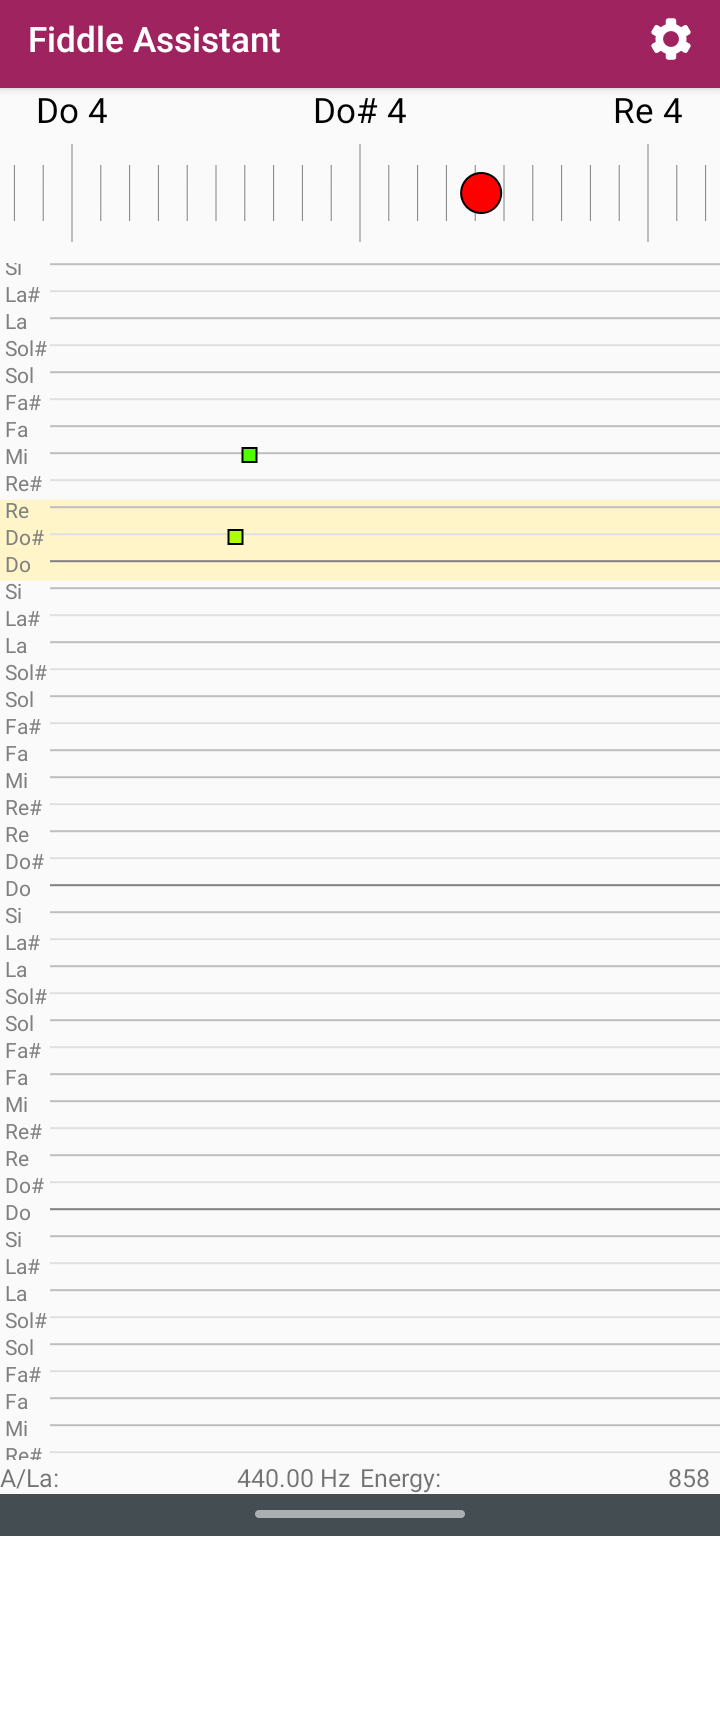 Fiddle Assistant
Do 4 Do# 4 Re 4
Si
La#
La
Sol#
Sol
Fa#
Fa
Mi
Re#
Re
Do#
Do
Si
La#
La
Sol#
Sol
Fa#
Fa
Mi
Re#
Re
Do#
Do
Si
La#
La
Sol#
Sol
Fa#
Fa
Mi
Re#
Re
Do#
Do
Si
La#
La
Sol#
Sol
Fa#
Fa
Mi
Re#
A/La: 440.00 Hz Energy: 858